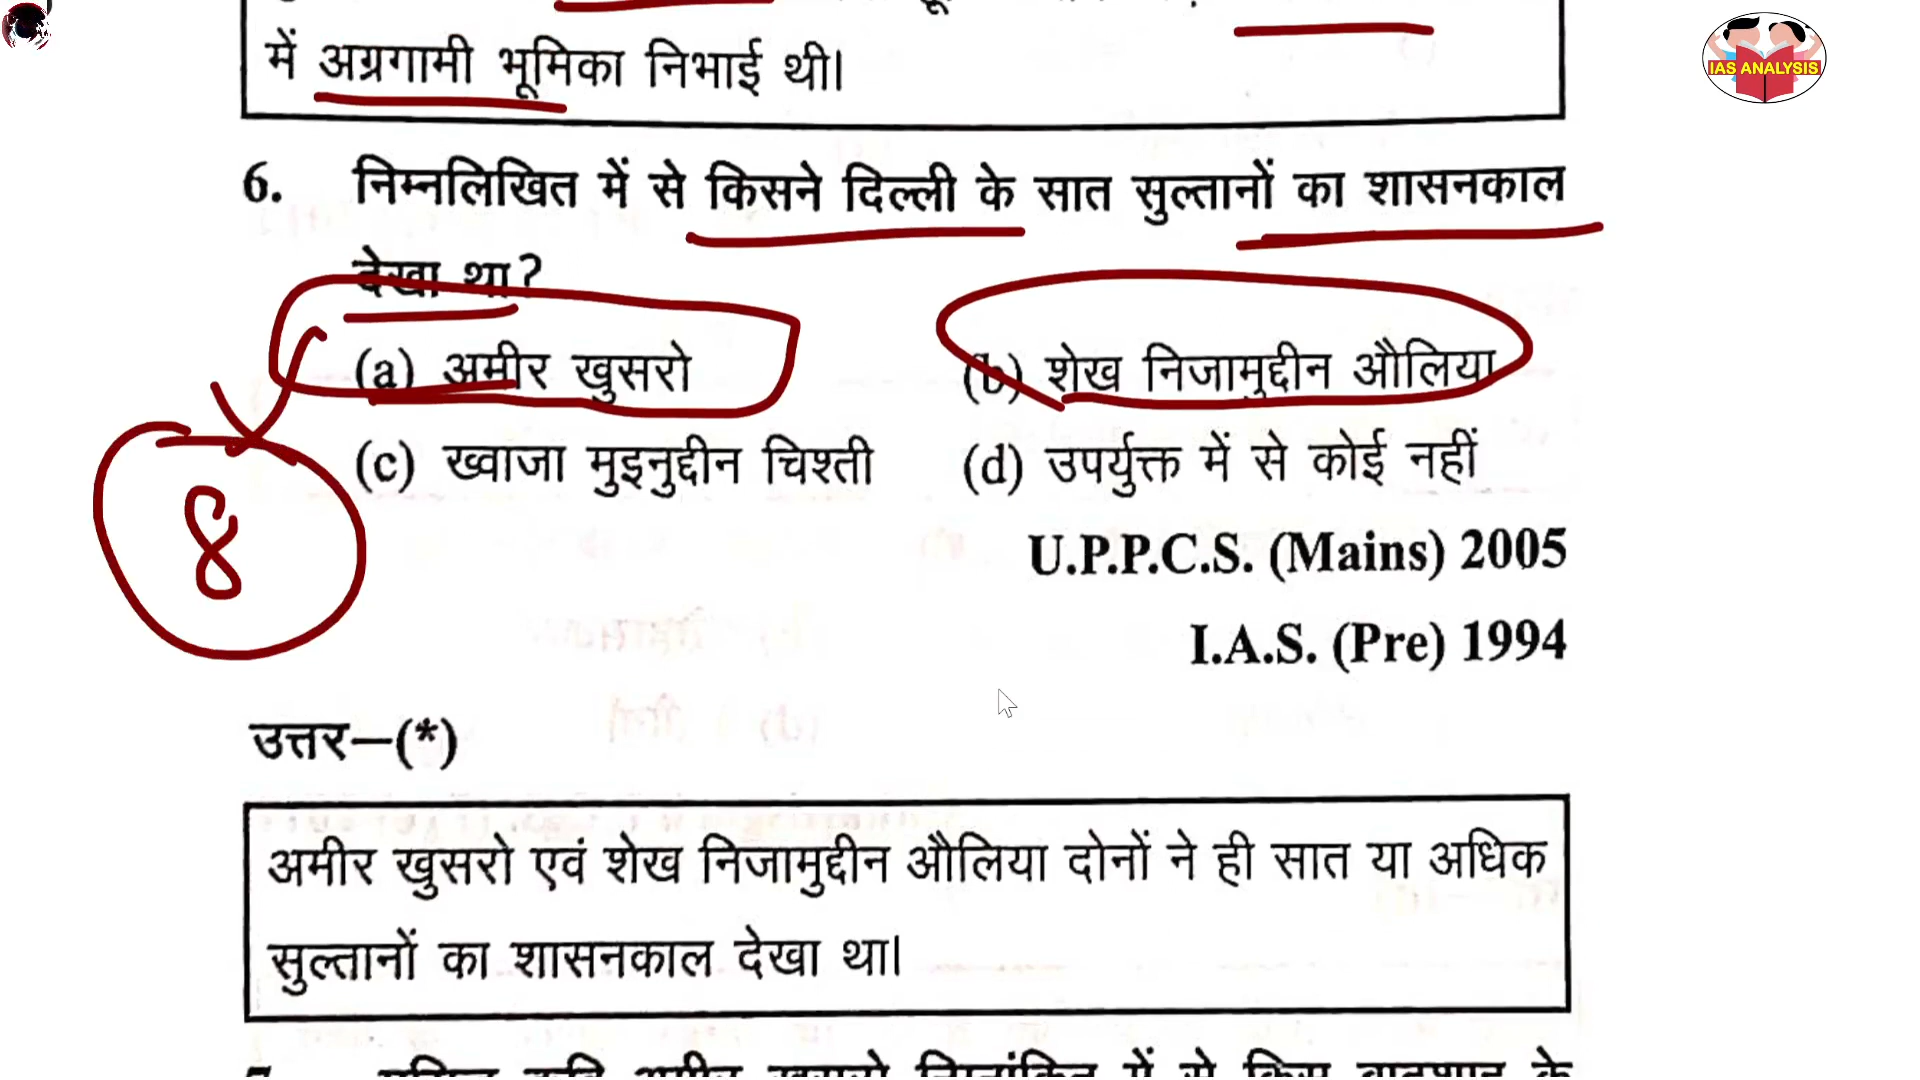 IAS ANALYSIS
में अग्रगामी भूमिका निभाई थी।
6. निम्नलिखित में से किसने दिल्ली के सात सुल्तानों का शासनकाल
देखा था?
(a) अमीर खुसरो (b) शेख निजामुद्दीन औलिया
(c) ख्वाजा मुइनुद्दीन चिश्ती (d) उपर्युक्त में से कोई नहीं
8
U.P.P.C.S. (Mains) 2005
I.A.S. (Pre) 1994
उत्तर—(*)
अमीर खुसरो एवं शेख निजामुद्दीन औलिया दोनों ने ही सात या अधिक
सुल्तानों का शासनकाल देखा था।